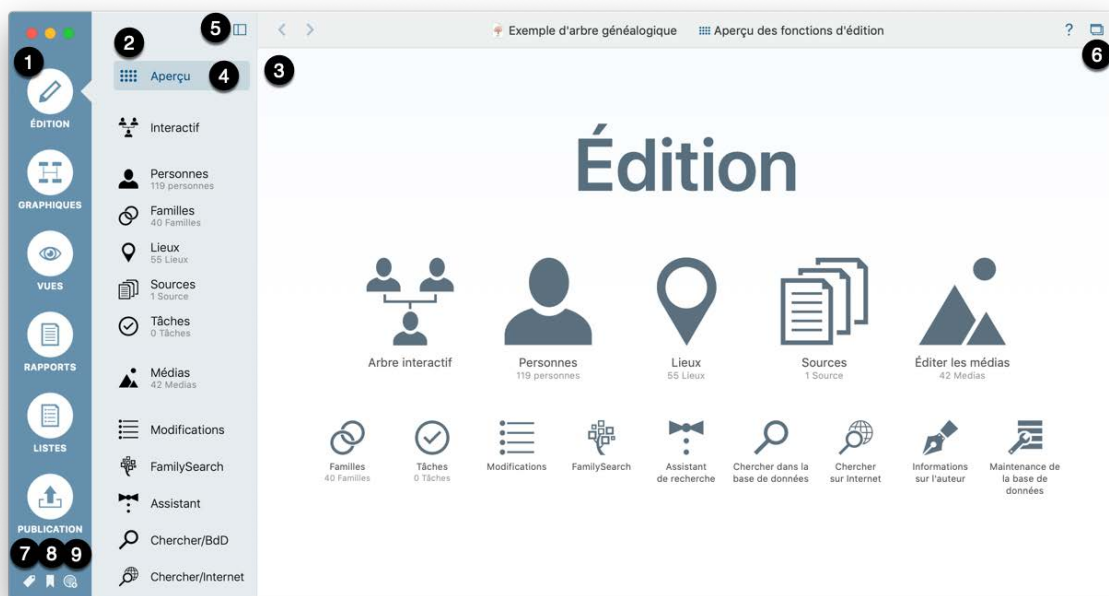 5
Exemple d'arbre généalogique
Aperçu des fonctions d'édition
?
6
2
1
Aperçu
4
3
ÉDITION
GRAPHIQUES
VUES
RAPPORTS
LISTES
PUBLICATION
7 8 9
Interactif
Personnes
119 personnes
Familles
40 Familles
Lieux
55 Lieux
Sources
1 Source
Tâches
0 Tâches
Médias
42 Medias
Modifications
FamilySearch
Assistant
Chercher/BdD
Chercher/Internet
Édition
Arbre interactif
Personnes
119 personnes
Lieux
55 Lieux
Sources
1 Source
Éditer les médias
42 Medias
Familles
40 Familles
Tâches
0 Tâches
Modifications
FamilySearch
Assistant
de recherche
Chercher dans la
base de données
Chercher
sur Internet
Informations
sur l'auteur
Maintenance de
la base de
données